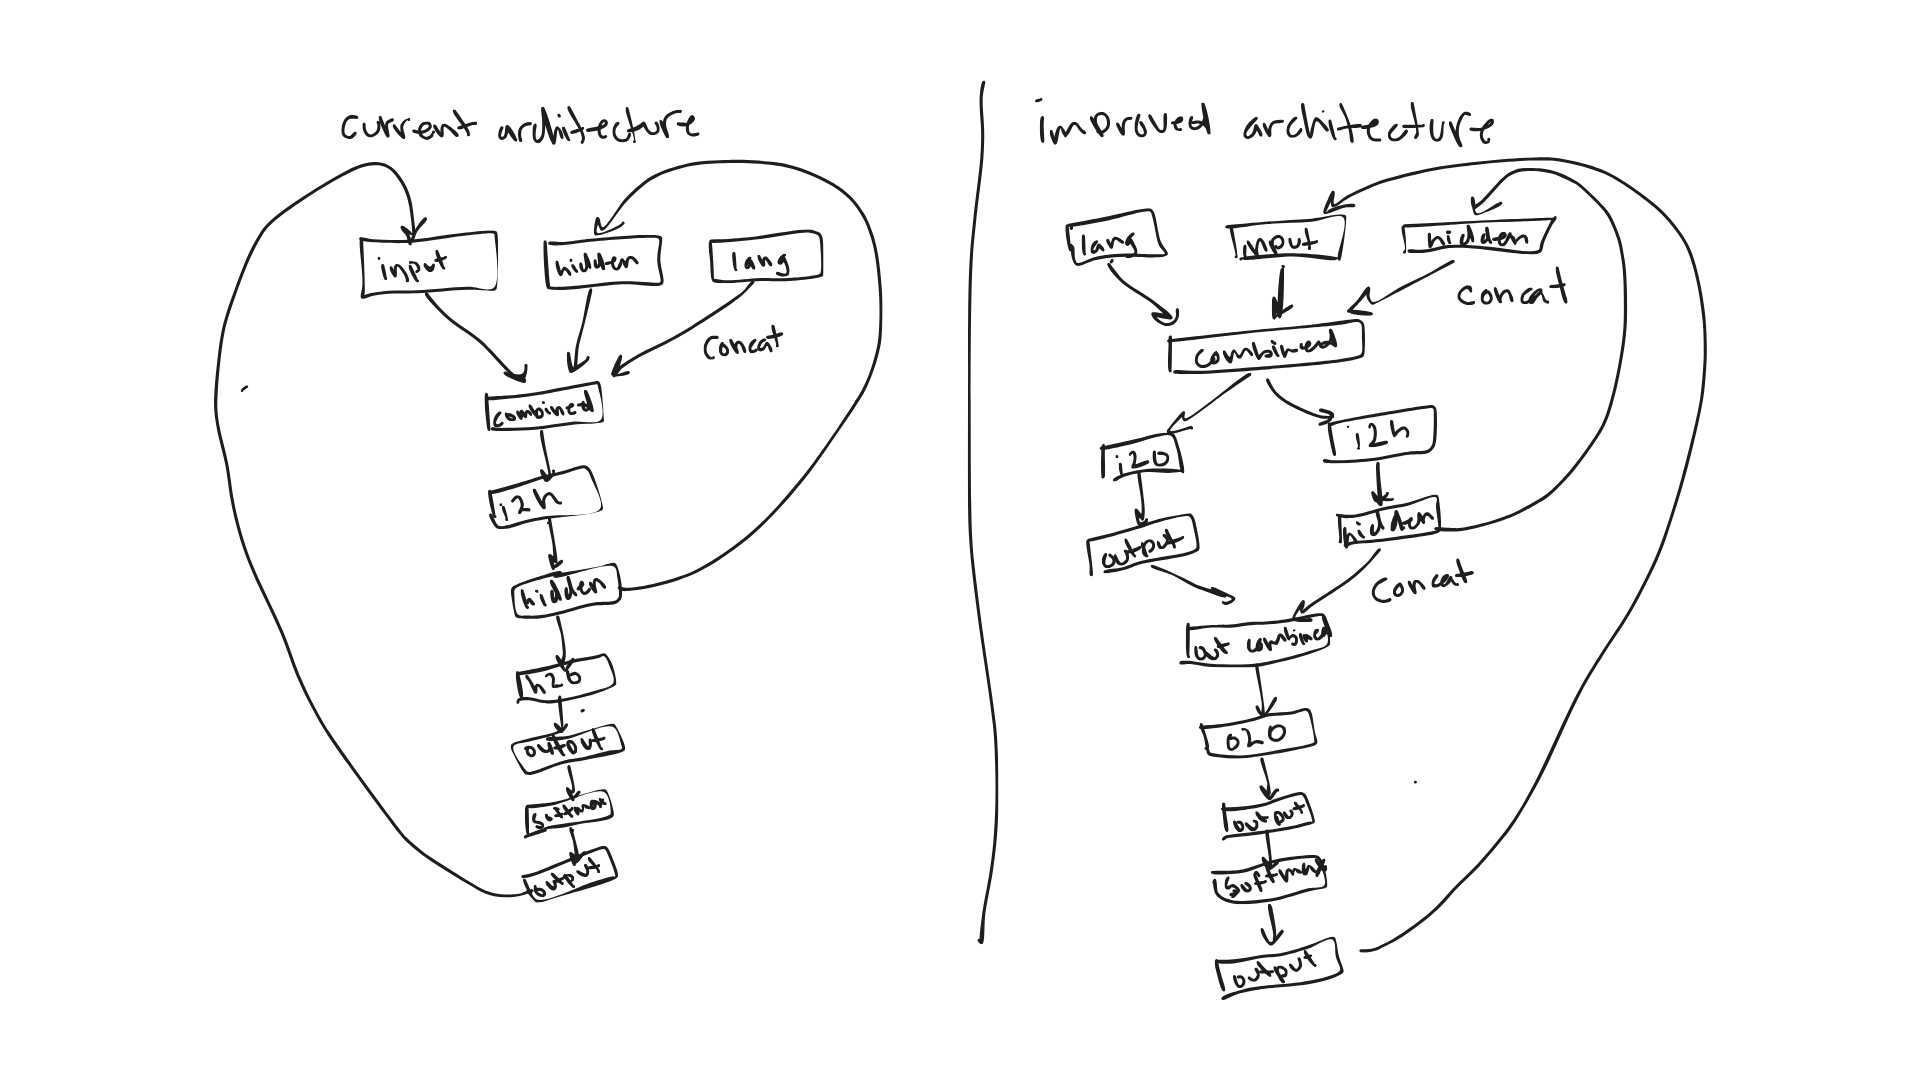 current architecture
input
hidden
lang
concat
combined
i2h
hidden
h2o
output
softmax
output
improved architecture
lang
input
hidden
concat
combined
i2o
i2h
output
hidden
concat
out combined
o2o
output
softmax
output